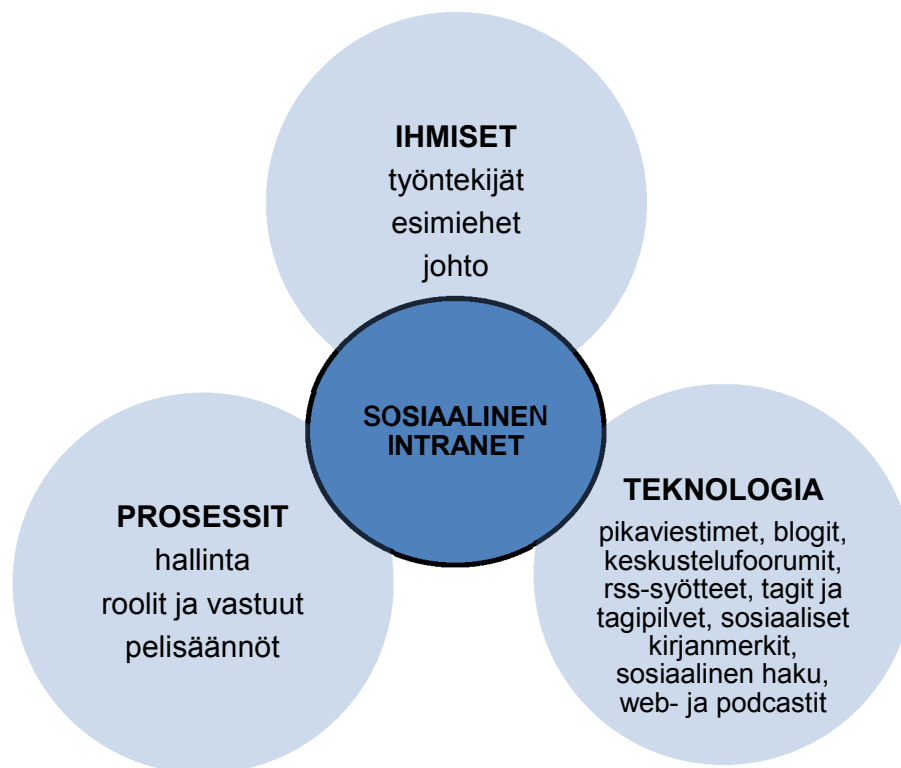 IHMISET
työntekijät
esimiehet
johto
SOSIAALINEN
INTRANET
PROSESSIT
hallinta
roolit ja vastuut
pelisäännöt
TEKNOLOGIA
pikaviestimet, blogit,
keskustelufoorumit,
rss-syötteet, tagit ja
tagipilvet, sosiaaliset
kirjanmerkit,
sosiaalinen haku,
web- ja podcastit